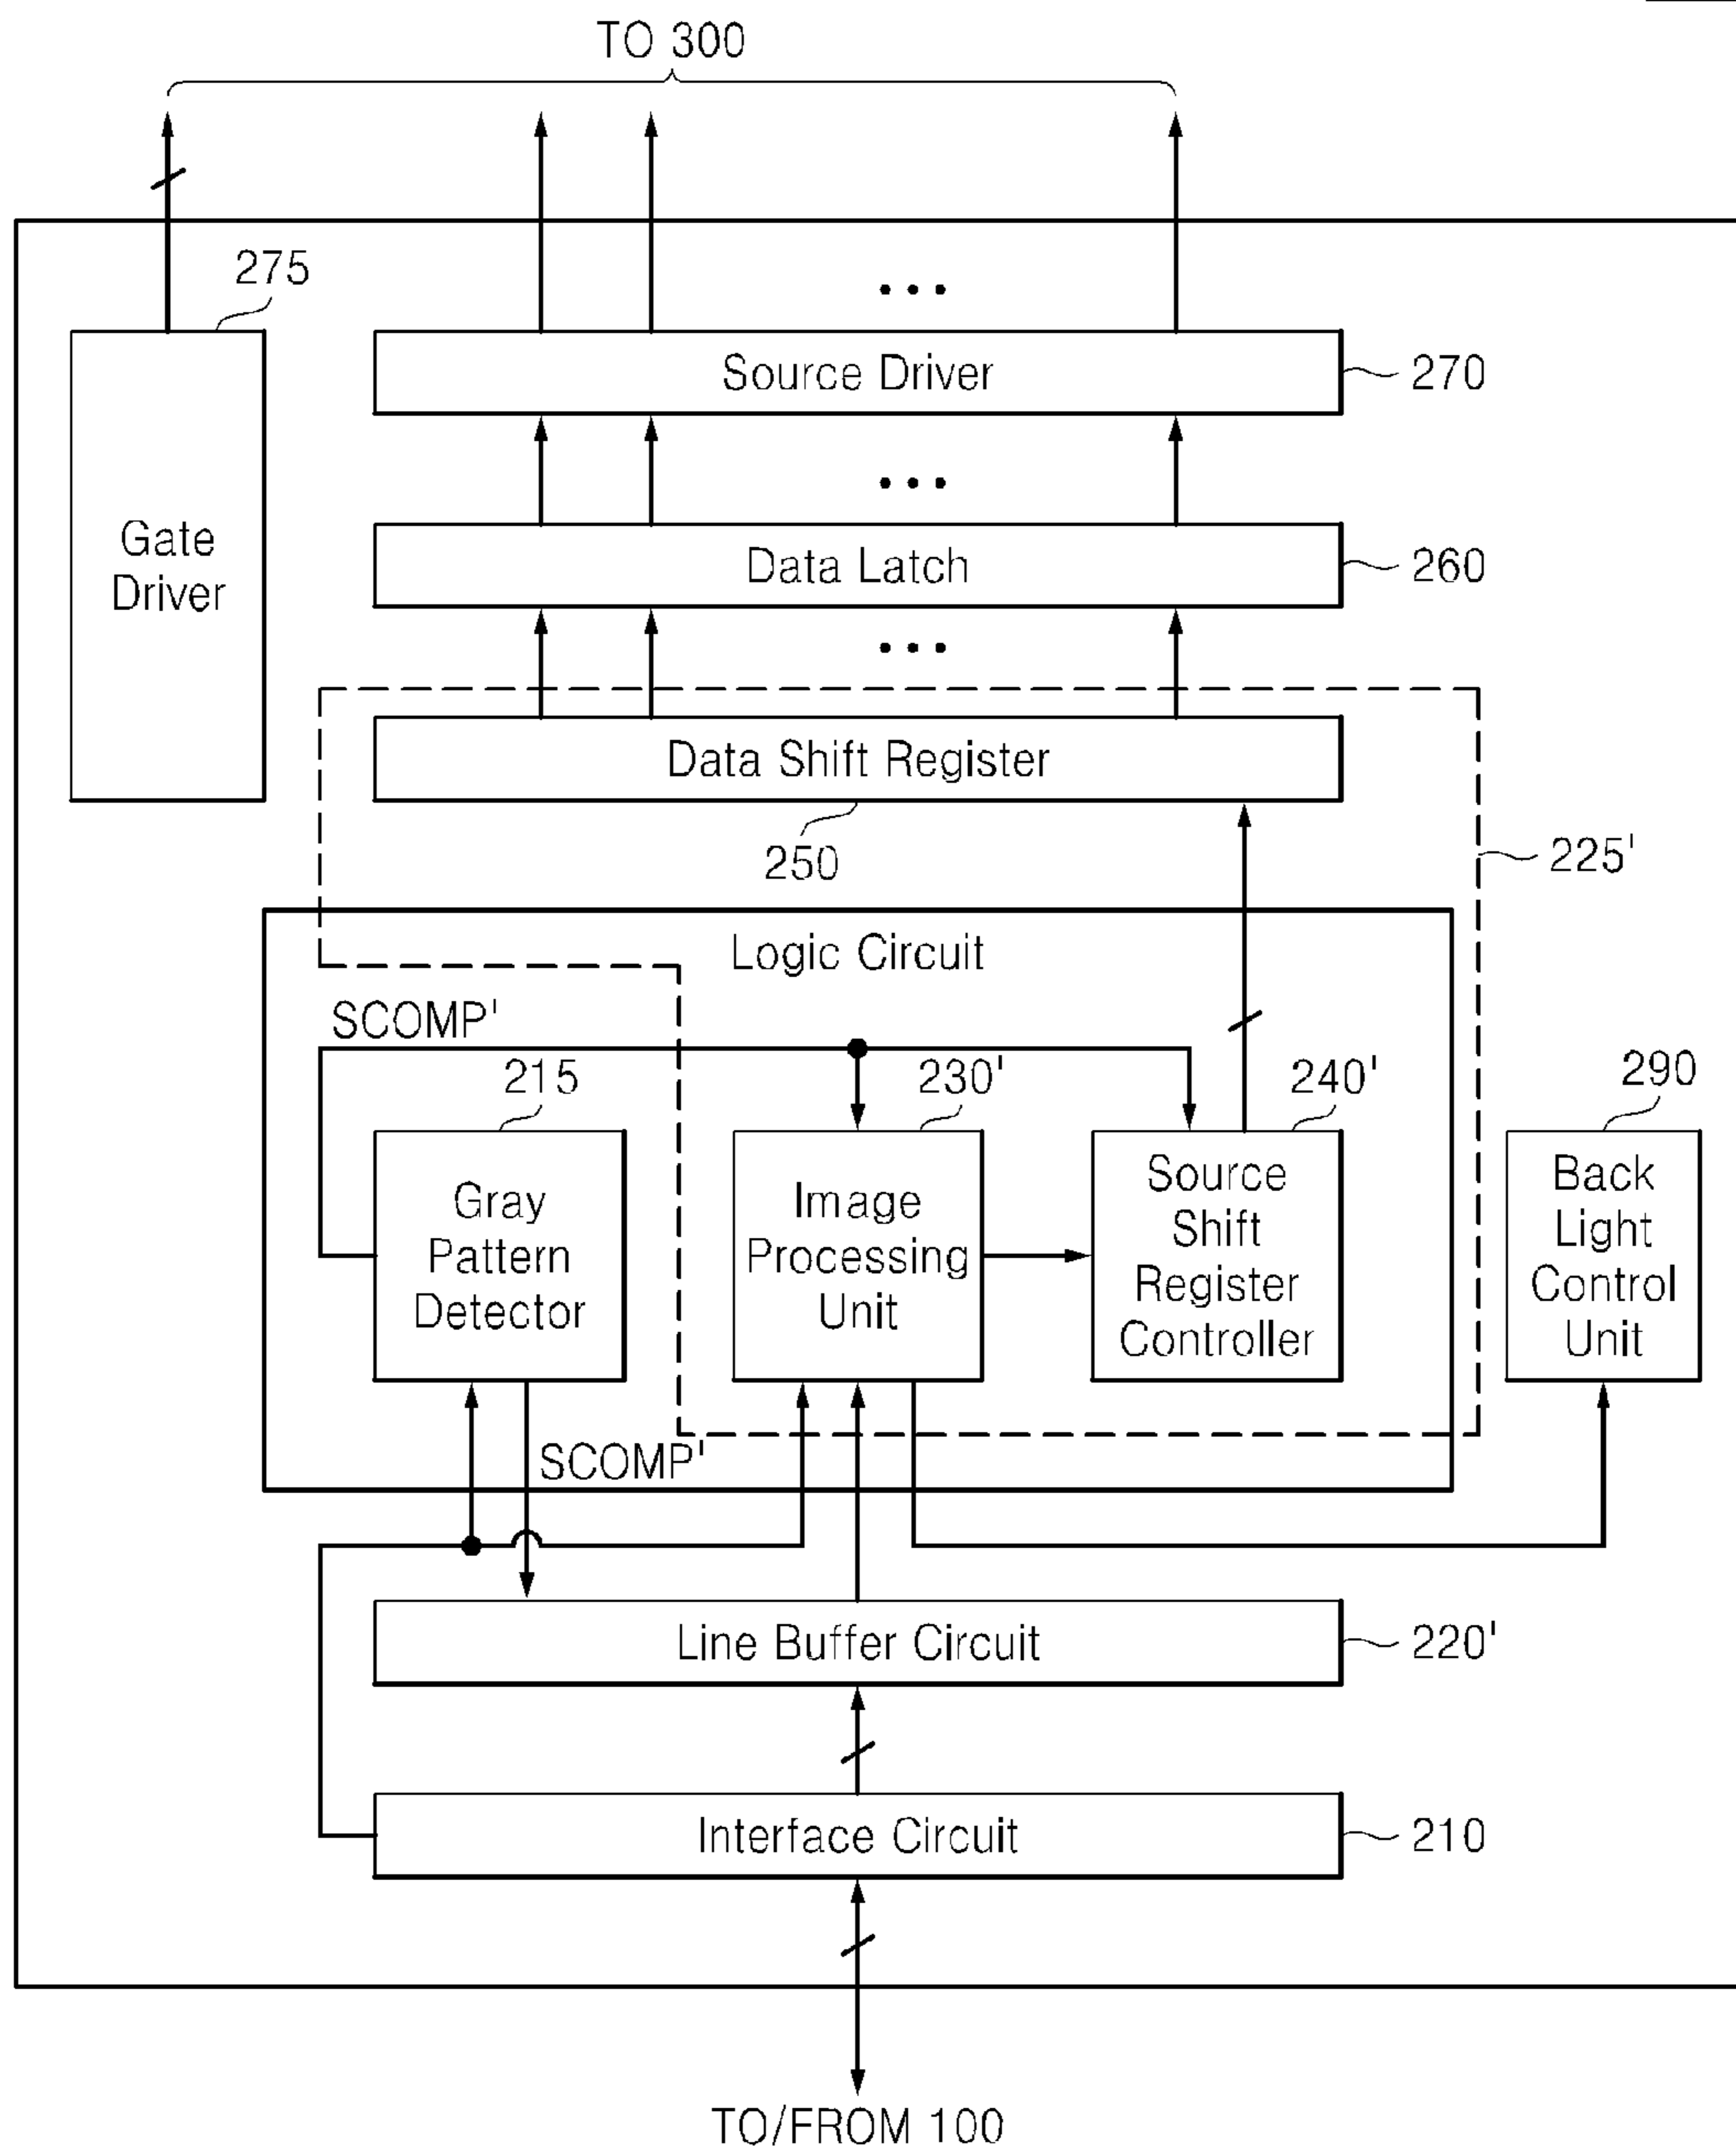 TO 300
275
Source Driver
270
Gate
Driver
Data Latch
260
Data Shift Register
250
225'
Logic Circuit
SCOMP'
215
230'
240'
290
Gray
Pattern
Detector
Image
Processing
Unit
Source
Shift
Register
Controller
Back
Light
Control
Unit
SCOMP'
Line Buffer Circuit
220'
Interface Circuit
210
TO/FROM 100